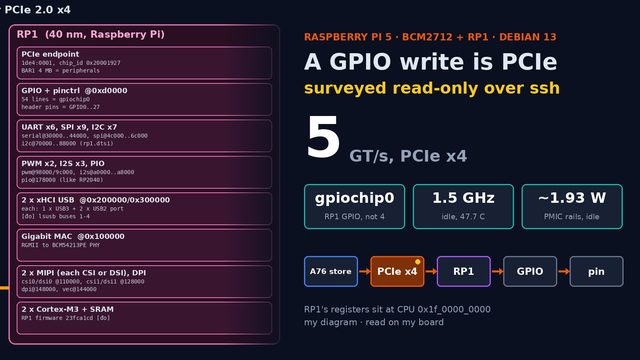 PCIe 2.0 x4
RP1 (40 nm, Raspberry Pi)
PCIe endpoint
1de4:0001, chip_id 0x20001927
BAR1 4 MB = peripherals
GPIO + pinctrl @0xd0000
54 lines = gpiochip0
header pins = GPIO0..27
UART x6, SPI x9, I2C x7
serial@30000..44000, spi@4c000..6c000
i2c@70000..88000 (rp1.dtsi)
PWM x2, I2S x3, PIO
pwm@98000/9c000, i2s@a0000..a8000
pio@178000 (like RP2040)
2 x xHCI USB @0x200000/0x300000
each: 1 x USB3 + 2 x USB2 port
[do] lsusb buses 1-4
Gigabit MAC @0x100000
RGMII to BCM54213PE PHY
2 x MIPI (each CSI or DSI), DPI
csi0/dsi0 @110000, csi1/dsi1 @128000
dpi@148000, vec@144000
2 x Cortex-M3 + SRAM
RP1 firmware 23fca1cd [do]
RASPBERRY PI 5 · BCM2712 + RP1 · DEBIAN 13
A GPIO write is PCIe
surveyed read-only over ssh
5 GT/s, PCIe x4
gpiochip0
RP1 GPIO, not 4
1.5 GHz
idle, 47.7 C
~1.93 W
PMIC rails, idle
A76 store
PCIe x4
RP1
GPIO
pin
RP1's registers sit at CPU 0x1f_0000_0000
my diagram · read on my board